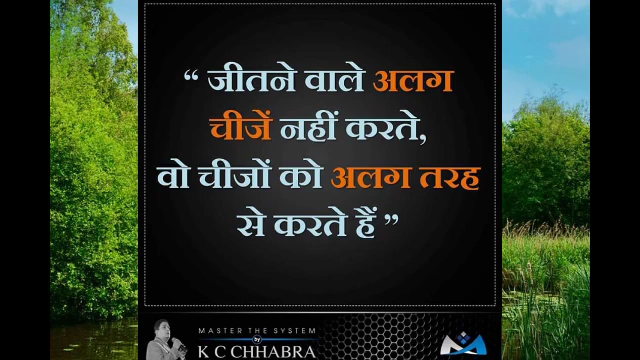 “ जीतने वाले अलग
चीजें नहीं करते,
वो चीजों को अलग तरह
से करते हैं ”
MASTER THE SYSTEM
by
K C CHHABRA